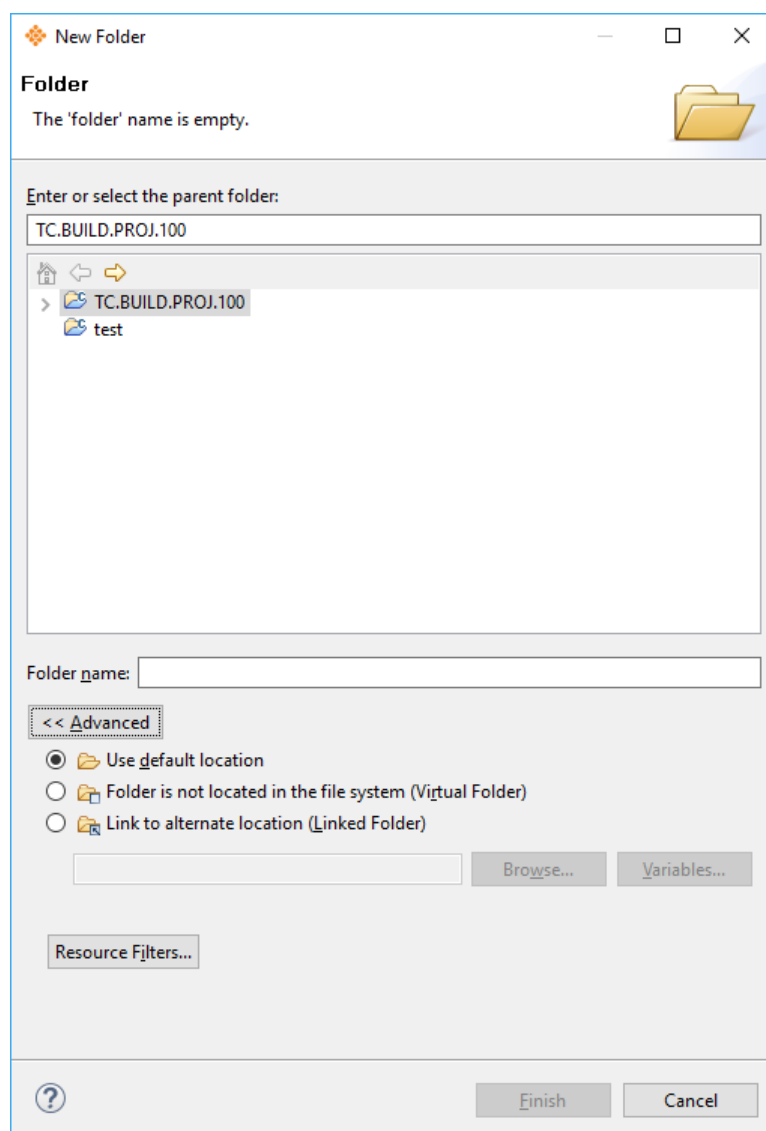 New Folder
Folder
The 'folder' name is empty.
Enter or select the parent folder:
TC.BUILD.PROJ.100
TC.BUILD.PROJ.100
test
Folder name:
<< Advanced
Use default location
Folder is not located in the file system (Virtual Folder)
Link to alternate location (Linked Folder)
Browse... Variables...
Resource Filters...
? Finish Cancel